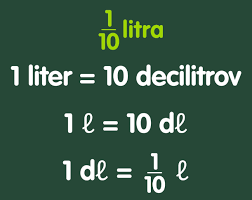 1/10 litra
1 liter = 10 decilitrov
1 ℓ = 10 dℓ
1 dℓ = 1/10 ℓ